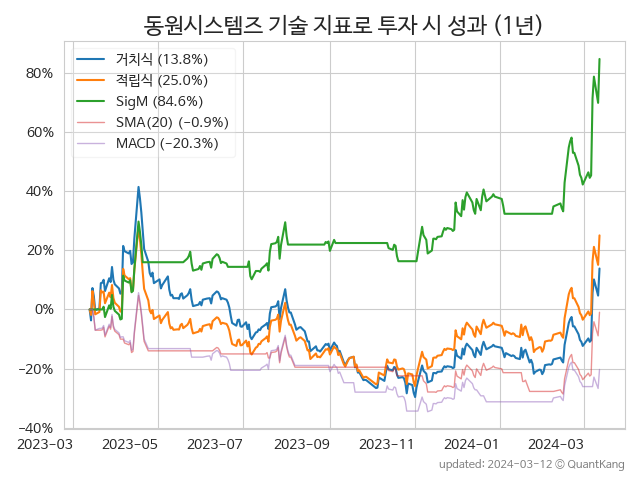 동원시스템즈 기술 지표로 투자 시 성과 (1년)
거치식 (13.8%)
적립식 (25.0%)
SigM (84.6%)
SMA(20) (−0.9%)
MACD (−20.3%)
80%
60%
40%
20%
0%
−20%
−40%
2023-03 2023-05 2023-07 2023-09 2023-11 2024-01 2024-03
updated: 2024-03-12 © QuantKang